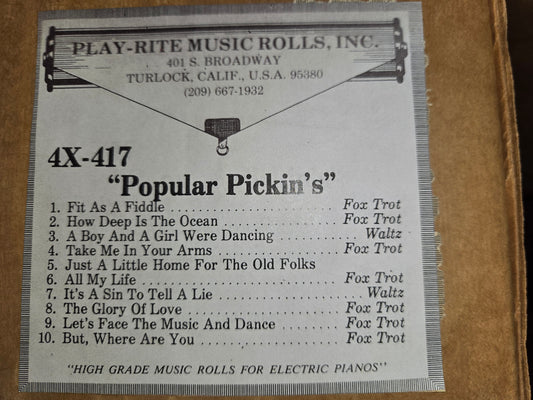 PLAY-RITE MUSIC ROLLS, INC.
401 S. BROADWAY
TURLOCK, CALIF., U.S.A. 95380
(209) 667-1932
4X-417
"Popular Pickin's"
1. Fit As A Fiddle .......................... Fox Trot
2. How Deep Is The Ocean .................. Fox Trot
3. A Boy And A Girl Were Dancing ............. Waltz
4. Take Me In Your Arms .................... Fox Trot
5. Just A Little Home For The Old Folks
6. All My Life .............................. Fox Trot
7. It's A Sin To Tell A Lie ...................... Waltz
8. The Glory Of Love ....................... Fox Trot
9. Let's Face The Music And Dance ......... Fox Trot
10. But, Where Are You ..................... Fox Trot
"HIGH GRADE MUSIC ROLLS FOR ELECTRIC PIANOS"